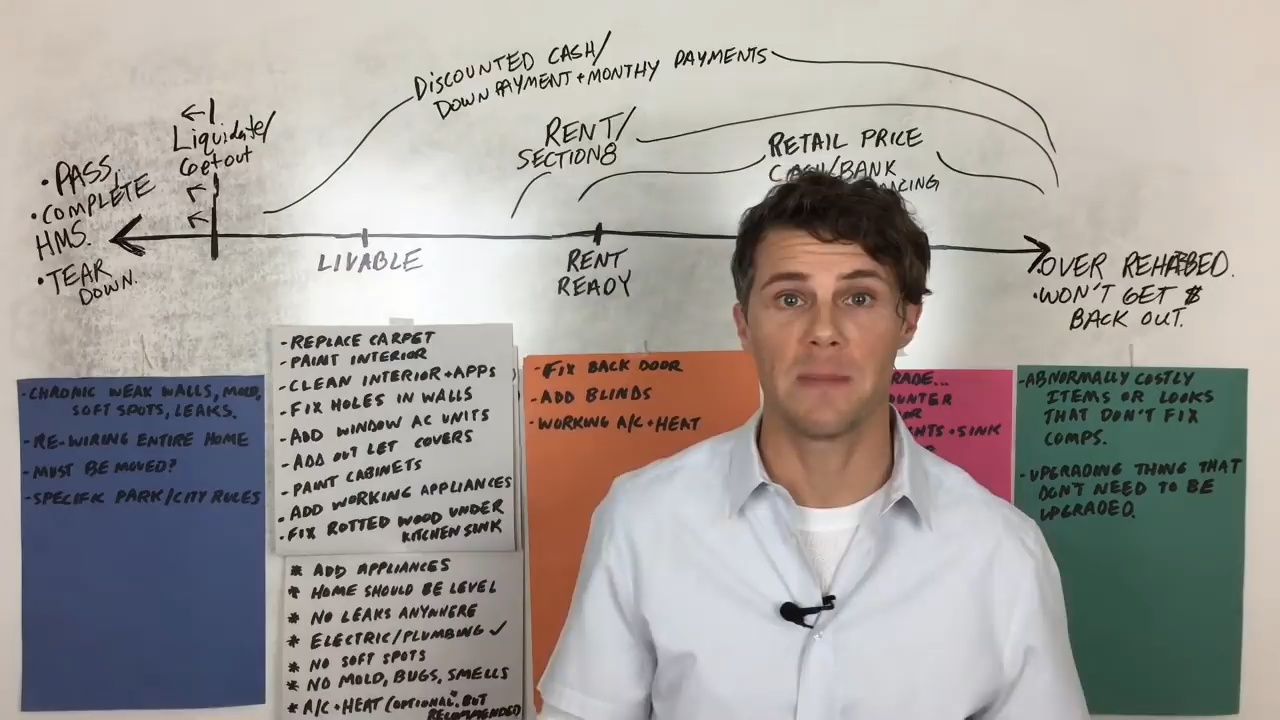 DISCOUNTED CASH/
DOWN PAYMENT + MONTHY PAYMENTS
← |
Liquidate/
Get out
RENT/
SECTION 8
RETAIL PRICE
CASH/BANK
• PASS,
• COMPLETE
HMS.
• TEAR
DOWN.
LIVABLE
RENT
READY
• OVER REHABBED.
• WON'T GET $
BACK OUT.
- CHRONIC WEAK WALLS, MOLD,
SOFT SPOTS, LEAKS.
- RE-WIRING ENTIRE HOME
- MUST BE MOVED?
- SPECIFIC PARK/CITY RULES
- REPLACE CARPET
- PAINT INTERIOR
- CLEAN INTERIOR + APPS
- FIX HOLES IN WALLS
- ADD WINDOW AC UNITS
- ADD OUT LET COVERS
- PAINT CABINETS
- ADD WORKING APPLIANCES
- FIX ROTTED WOOD UNDER
KITCHEN SINK
* ADD APPLIANCES
* HOME SHOULD BE LEVEL
* NO LEAKS ANYWHERE
* ELECTRIC/PLUMBING ✓
* NO SOFT SPOTS
* NO MOLD, BUGS, SMELLS
* A/C + HEAT (OPTIONAL, BUT
RECOMMENDED
- FIX BACK DOOR
- ADD BLINDS
- WORKING A/C + HEAT
+ SINK
- ABNORMALLY COSTLY
ITEMS OR LOOKS
THAT DON'T FIX
COMPS.
- UPGRADING THING THAT
DON'T NEED TO BE
UPGRADED.